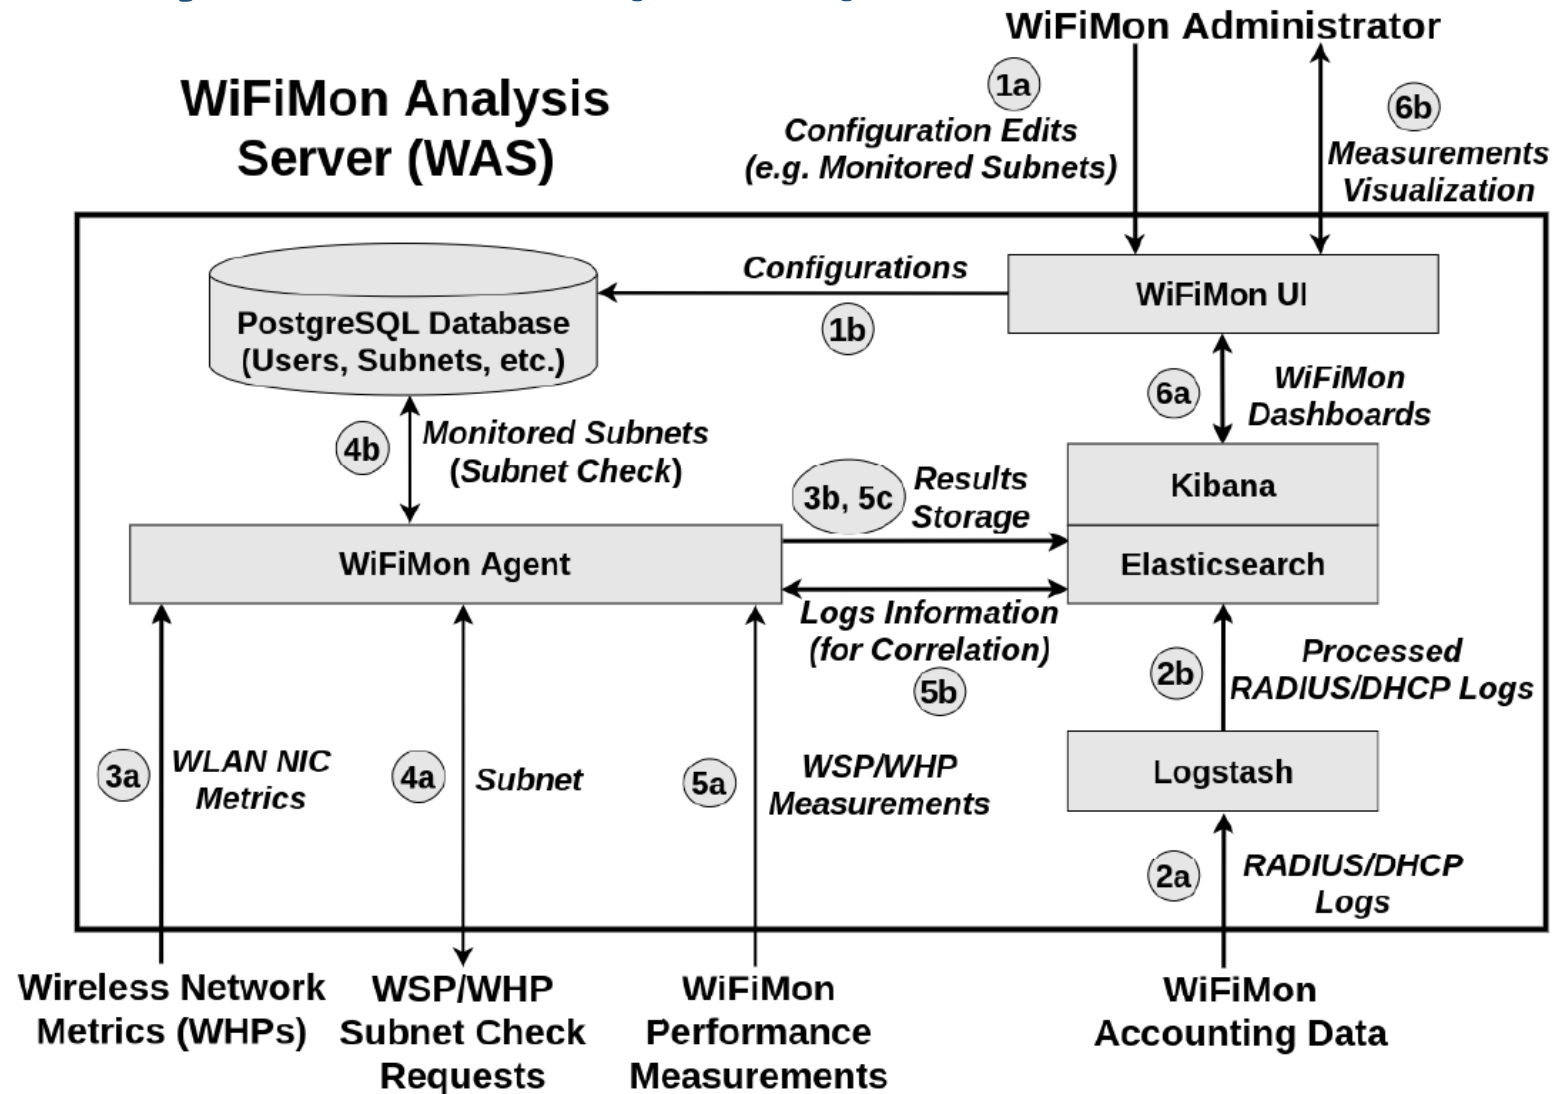 WiFiMon Administrator
WiFiMon Analysis
Server (WAS)
1a
Configuration Edits
(e.g. Monitored Subnets)
6b
Measurements
Visualization
PostgreSQL Database
(Users, Subnets, etc.)
Configurations
1b
WiFiMon UI
6a
WiFiMon
Dashboards
4b
Monitored Subnets
(Subnet Check)
3b, 5c
Results
Storage
Kibana
WiFiMon Agent
Elasticsearch
Logs Information
(for Correlation)
5b
2b
Processed
RADIUS/DHCP Logs
3a
WLAN NIC
Metrics
4a
Subnet
5a
WSP/WHP
Measurements
Logstash
2a
RADIUS/DHCP
Logs
Wireless Network
Metrics (WHPs)
WSP/WHP
Subnet Check
Requests
WiFiMon
Performance
Measurements
WiFiMon
Accounting Data